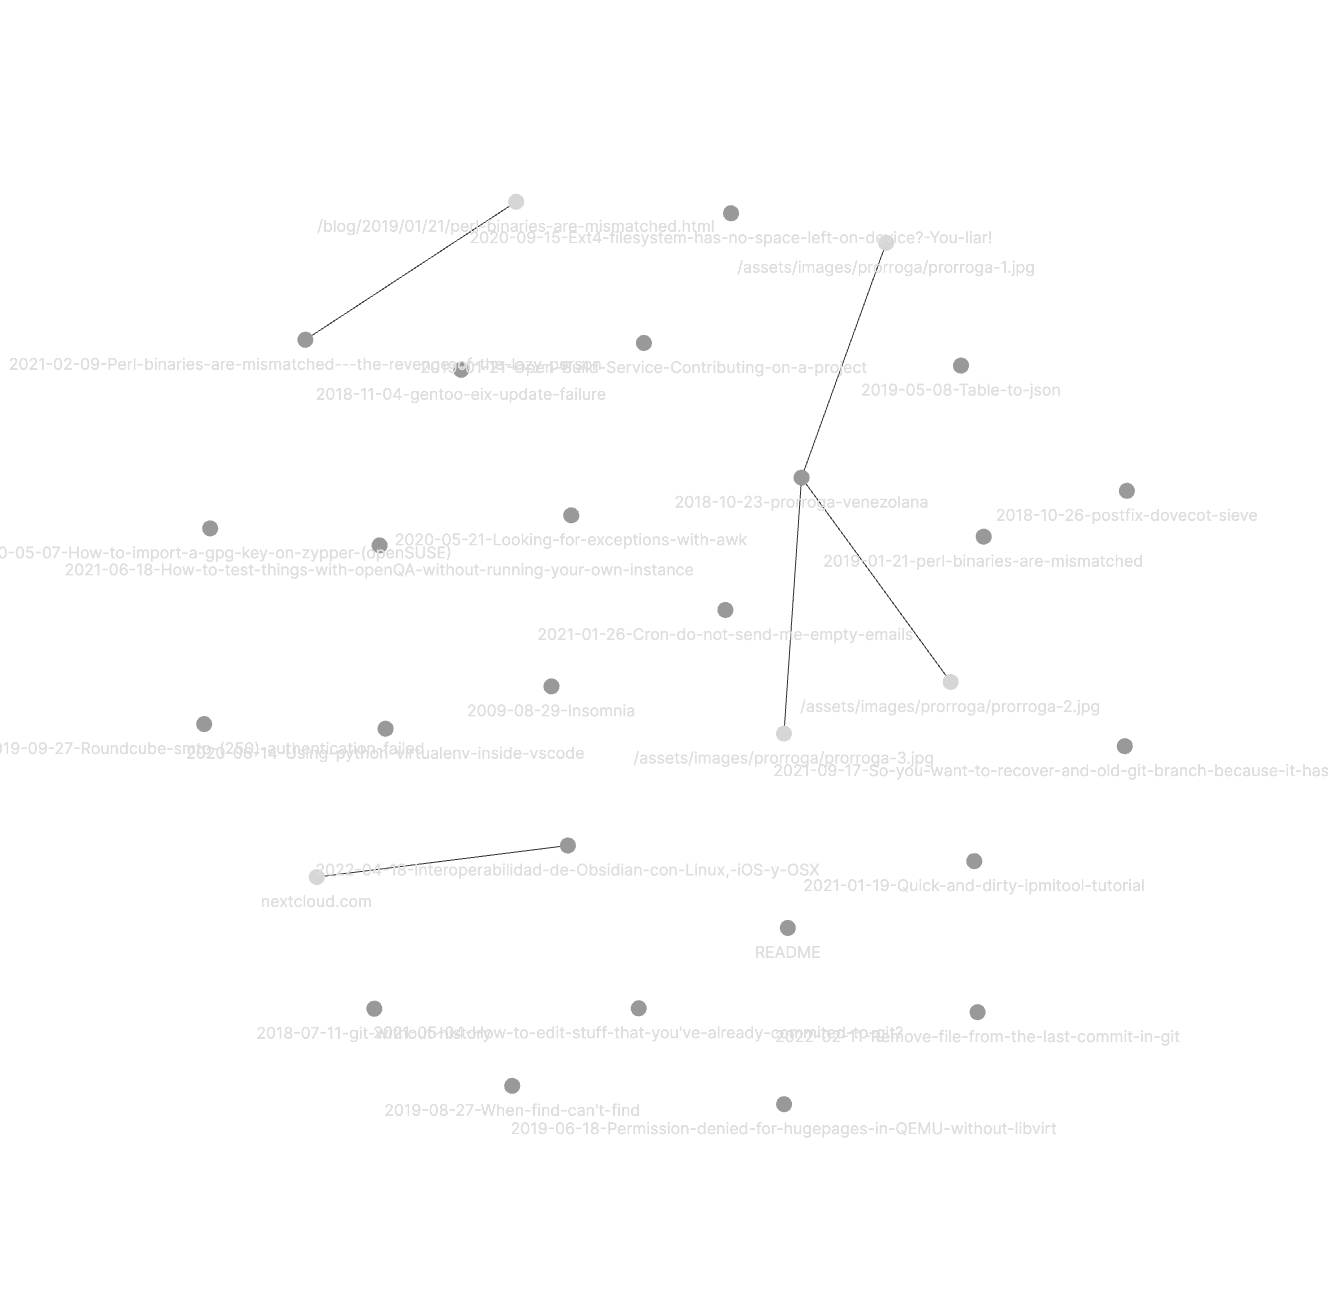 /blog/2019/01/21/perl-binaries-are-mismatched.html
2020-09-15-Ext4-filesystem-has-no-space-left-on-device?-You-liar!
/assets/images/prorroga/prorroga-1.jpg
2021-02-09-Perl-binaries-are-mismatched---the-revenge-of-the-lazy-person
2019-01-21-Open-Build-Service-Contributing-on-a-project
2018-11-04-gentoo-eix-update-failure
2019-05-08-Table-to-json
2018-10-23-prorroga-venezolana
2018-10-26-postfix-dovecot-sieve
2020-05-21-Looking-for-exceptions-with-awk
0-05-07-How-to-import-a-gpg-key-on-zypper-(openSUSE)
2021-06-18-How-to-test-things-with-openQA-without-running-your-own-instance
2019-01-21-perl-binaries-are-mismatched
2021-01-26-Cron-do-not-send-me-empty-emails
2009-08-29-Insomnia
/assets/images/prorroga/prorroga-2.jpg
19-09-27-Roundcube-smtp-(250)-authentication-failed
2020-06-14-Using-python-virtualenv-inside-vscode
/assets/images/prorroga/prorroga-3.jpg
2021-09-17-So-you-want-to-recover-and-old-git-branch-because-it-has
2022-04-18-Interoperabilidad-de-Obsidian-con-Linux,-iOS-y-OSX
nextcloud.com
2021-01-19-Quick-and-dirty-ipmitool-tutorial
README
2018-07-11-git-without-history
2021-05-04-How-to-edit-stuff-that-you've-already-commited-to-git?
2022-02-11-Remove-file-from-the-last-commit-in-git
2019-08-27-When-find-can't-find
2019-06-18-Permission-denied-for-hugepages-in-QEMU-without-libvirt